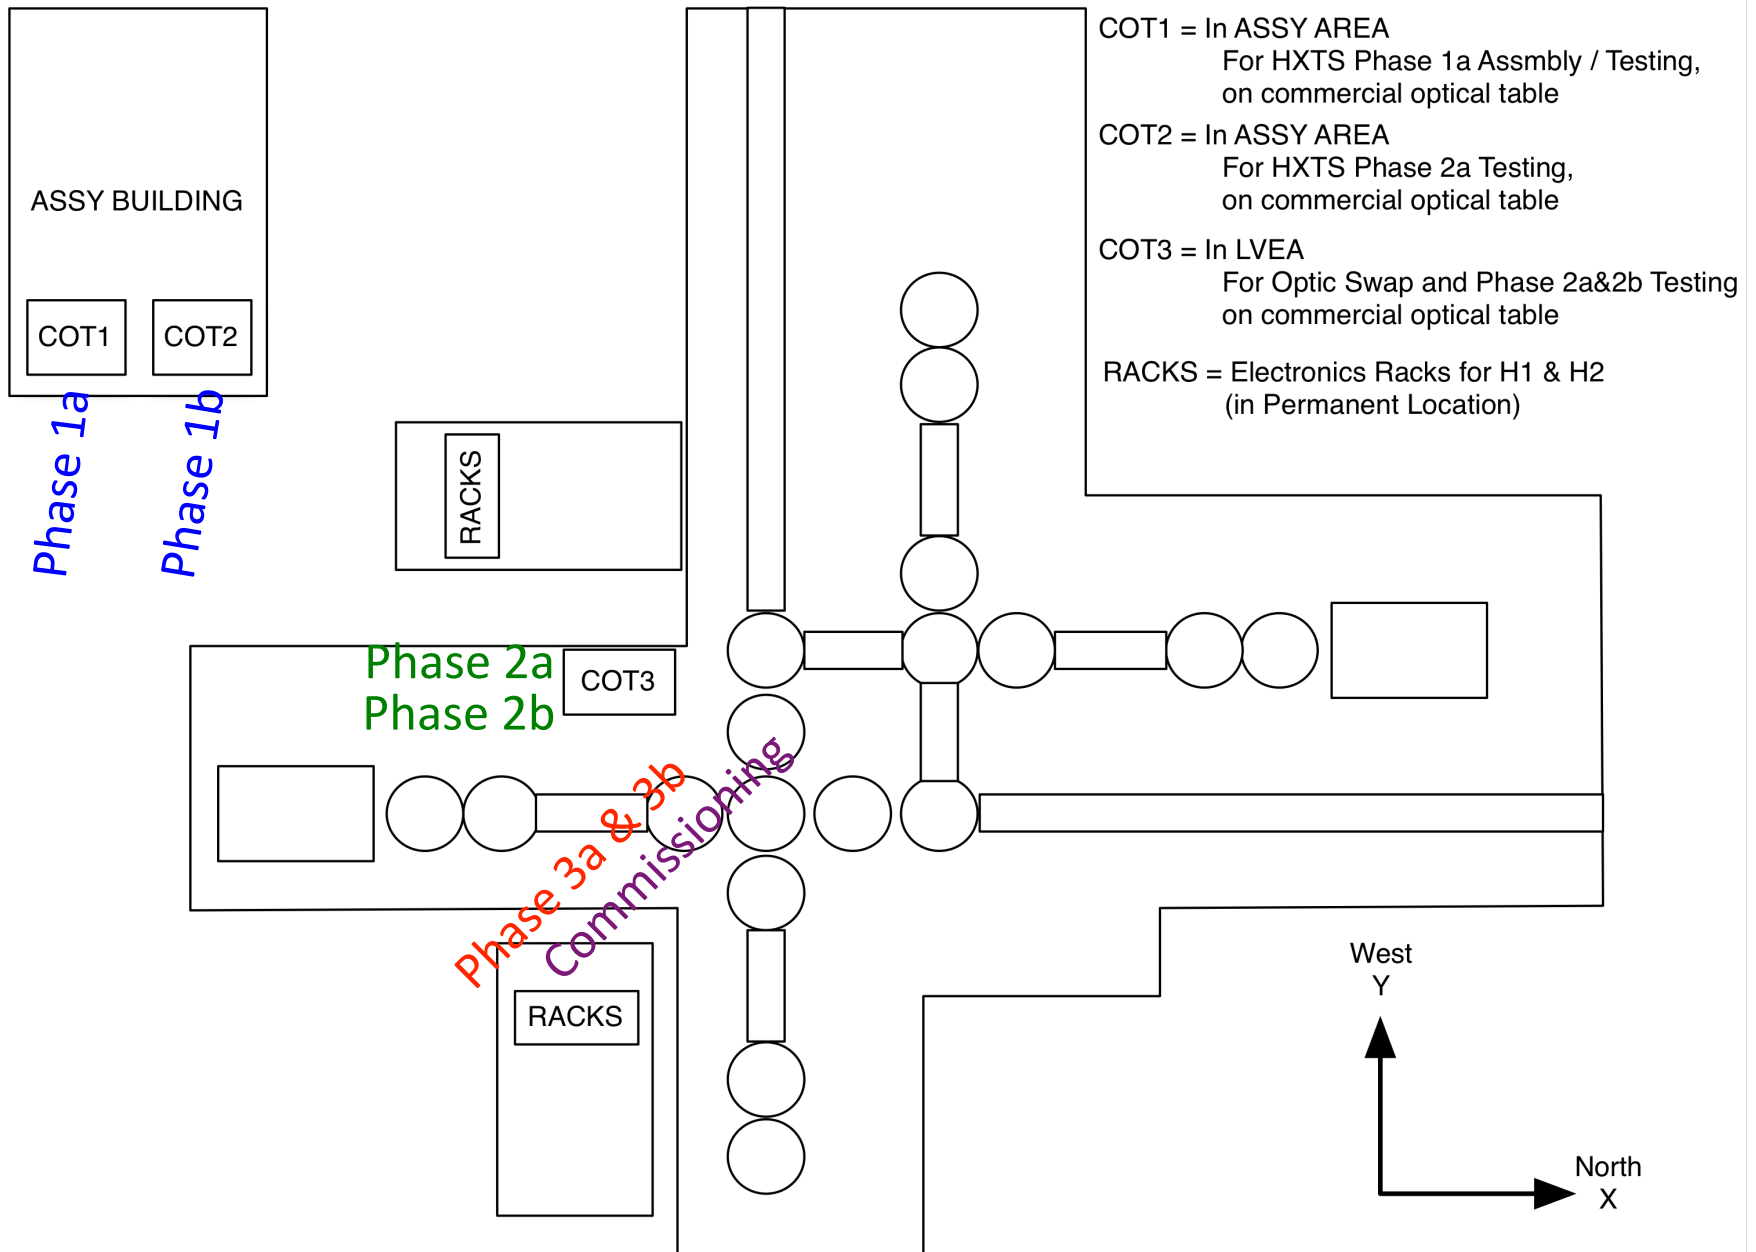 COT1 = In ASSY AREA
For HXTS Phase 1a Assmbly / Testing,
on commercial optical table
COT2 = In ASSY AREA
For HXTS Phase 2a Testing,
on commercial optical table
COT3 = In LVEA
For Optic Swap and Phase 2a&2b Testing
on commercial optical table
RACKS = Electronics Racks for H1 & H2
(in Permanent Location)
ASSY BUILDING
COT1
COT2
Phase 1a
Phase 1b
RACKS
Phase 2a
Phase 2b
COT3
Phase 3a & 3b
Commissioning
RACKS
West
Y
North
X